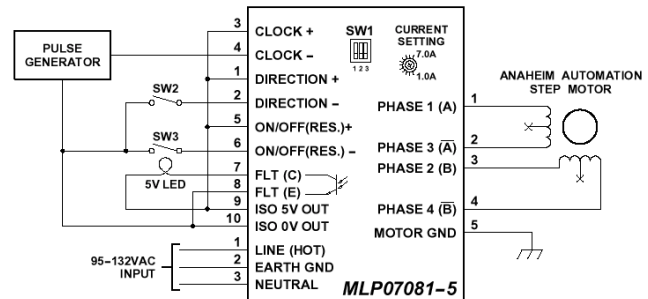 PULSE
GENERATOR
3 CLOCK +
4 CLOCK –
1 DIRECTION +
2 DIRECTION –
5 ON/OFF(RES.)+
6 ON/OFF(RES.) –
7 FLT (C)
8 FLT (E)
9 ISO 5V OUT
10 ISO 0V OUT
SW2
SW3
5V LED
95–132VAC
INPUT
1 LINE (HOT)
2 EARTH GND
3 NEUTRAL
SW1
1 2 3
CURRENT
SETTING
7.0A
1.0A
PHASE 1 (A) 1
PHASE 3 (A̅) 2
PHASE 2 (B) 3
PHASE 4 (B̅) 4
MOTOR GND 5
MLP07081–5
ANAHEIM AUTOMATION
STEP MOTOR